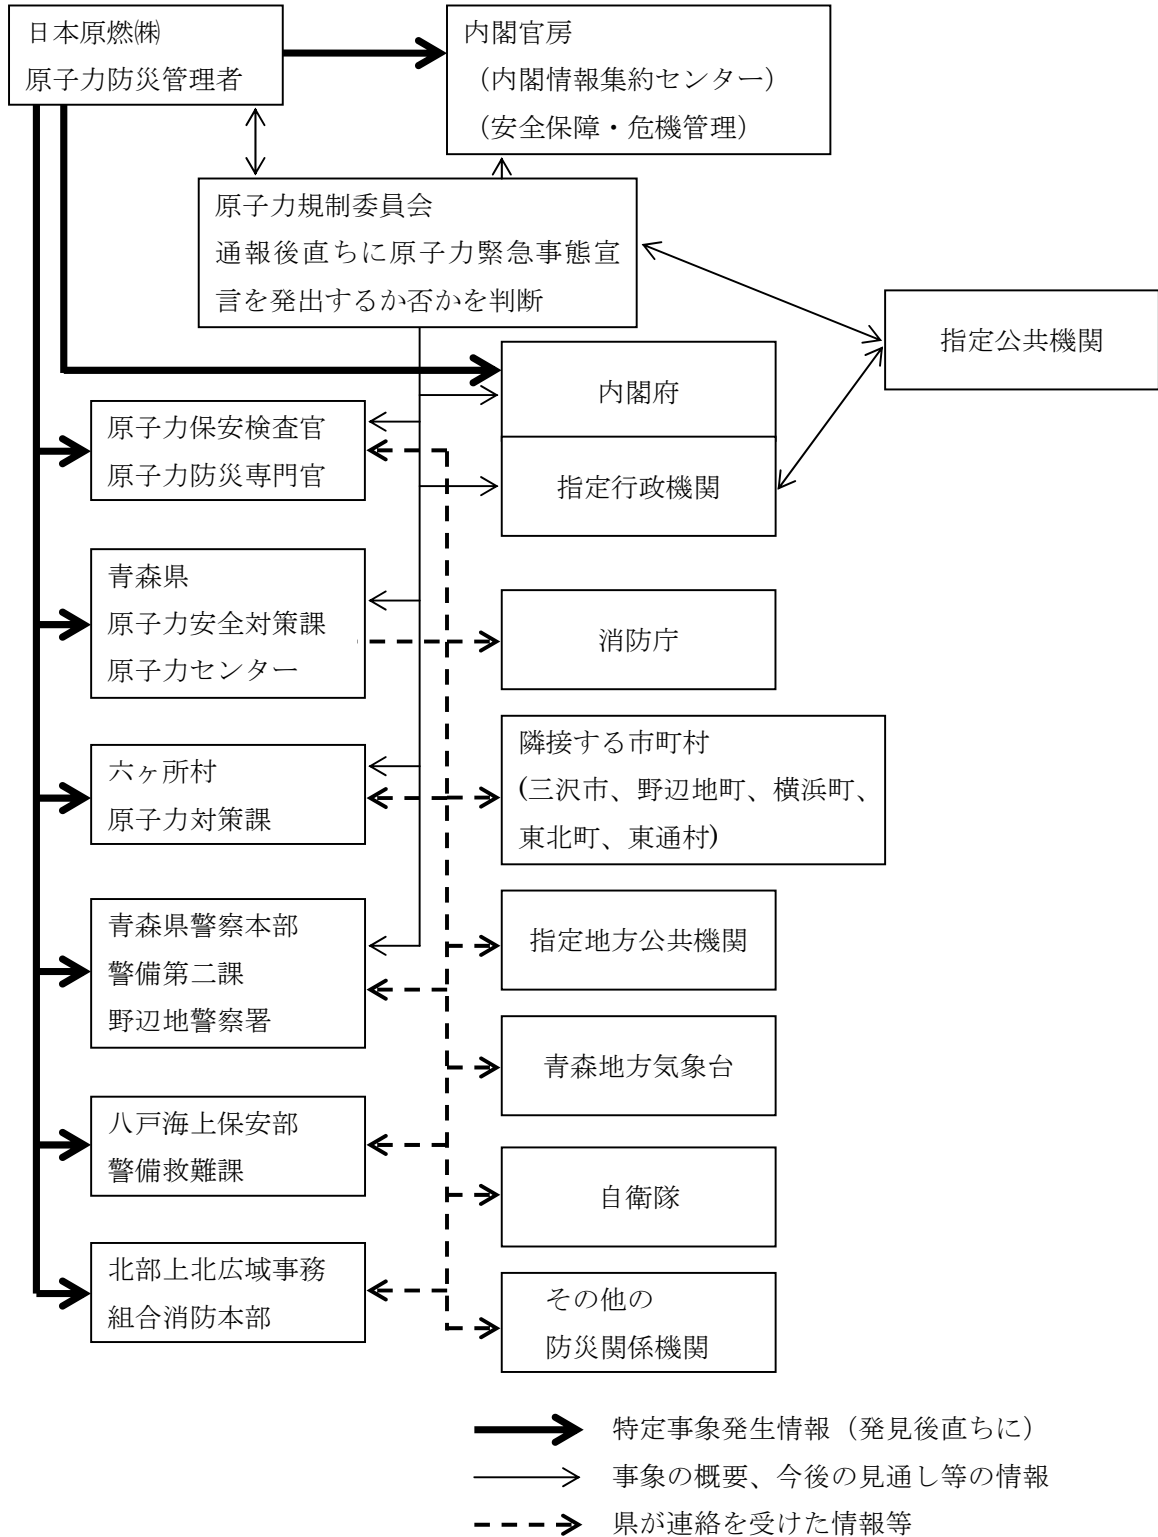 日本原燃㈱
原子力防災管理者
内閣官房
（内閣情報集約センター）
（安全保障・危機管理）
原子力規制委員会
通報後直ちに原子力緊急事態宣
言を発出するか否かを判断
指定公共機関
内閣府
原子力保安検査官
原子力防災専門官
指定行政機関
青森県
原子力安全対策課
原子力センター
消防庁
隣接する市町村
(三沢市、野辺地町、横浜町、
東北町、東通村)
六ヶ所村
原子力対策課
青森県警察本部
警備第二課
野辺地警察署
指定地方公共機関
青森地方気象台
八戸海上保安部
警備救難課
自衛隊
北部上北広域事務
組合消防本部
その他の
防災関係機関
特定事象発生情報（発見後直ちに）
事象の概要、今後の見通し等の情報
県が連絡を受けた情報等